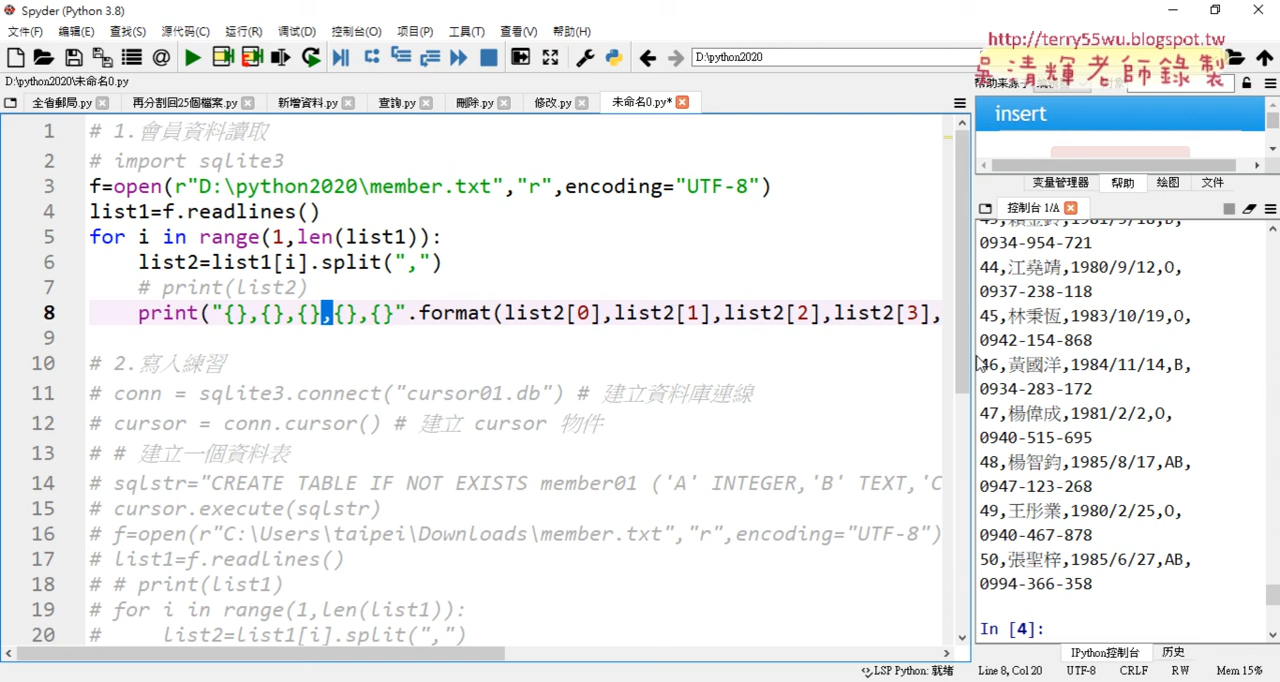 Spyder (Python 3.8)
文件(F) 编辑(E) 查找(S) 源代码(C) 运行(R) 调试(D) 控制台(O) 项目(P) 工具(T) 查看(V) 帮助(H)
http://terry55wu.blogspot.tw
吳清輝老師錄製
D:\python2020
D:\python2020\未命名0.py
帮助来源
全省郵局.py 再分割回25個檔案.py 新增資料.py 查詢.py 刪除.py 修改.py 未命名0.py*
insert
变量管理器 帮助 绘图 文件
控制台 1/A
1 # 1.會員資料讀取
2 # import sqlite3
3 f=open(r"D:\python2020\member.txt","r",encoding="UTF-8")
4 list1=f.readlines()
5 for i in range(1,len(list1)):
6 list2=list1[i].split(",")
7 # print(list2)
8 print("{},{},{},{},{}".format(list2[0],list2[1],list2[2],list2[3],
9
10 # 2.寫入練習
11 # conn = sqlite3.connect("cursor01.db") # 建立資料庫連線
12 # cursor = conn.cursor() # 建立 cursor 物件
13 # # 建立一個資料表
14 # sqlstr="CREATE TABLE IF NOT EXISTS member01 ('A' INTEGER,'B' TEXT,'C
15 # cursor.execute(sqlstr)
16 # f=open(r"C:\Users\taipei\Downloads\member.txt","r",encoding="UTF-8")
17 # list1=f.readlines()
18 # # print(list1)
19 # for i in range(1,len(list1)):
20 # list2=list1[i].split(",")
0934-954-721
44,江堯靖,1980/9/12,O,
0937-238-118
45,林秉恆,1983/10/19,O,
0942-154-868
46,黃國洋,1984/11/14,B,
0934-283-172
47,楊偉成,1981/2/2,O,
0940-515-695
48,楊智鈞,1985/8/17,AB,
0947-123-268
49,王彤業,1980/2/25,O,
0940-467-878
50,張聖梓,1985/6/27,AB,
0994-366-358
In [4]:
IPython控制台 历史
LSP Python: 就绪 Line 8, Col 20 UTF-8 CRLF RW Mem 15%